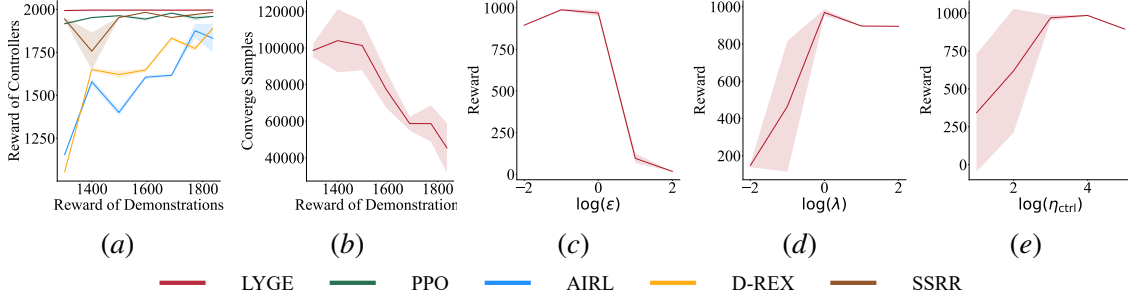 Reward of Controllers
2000
1750
1500
1250
1400 1600 1800
Reward of Demonstrations
(a)
Converge Samples
120000
100000
80000
60000
40000
1400 1600 1800
Reward of Demonstration
(b)
Reward
1000
750
500
250
0
−2 0 2
log(ε)
(c)
Reward
1000
800
600
400
200
−2 0 2
log(λ)
(d)
Reward
1000
750
500
250
0
2 4
log(η_ctrl)
(e)
LYGE PPO AIRL D-REX SSRR